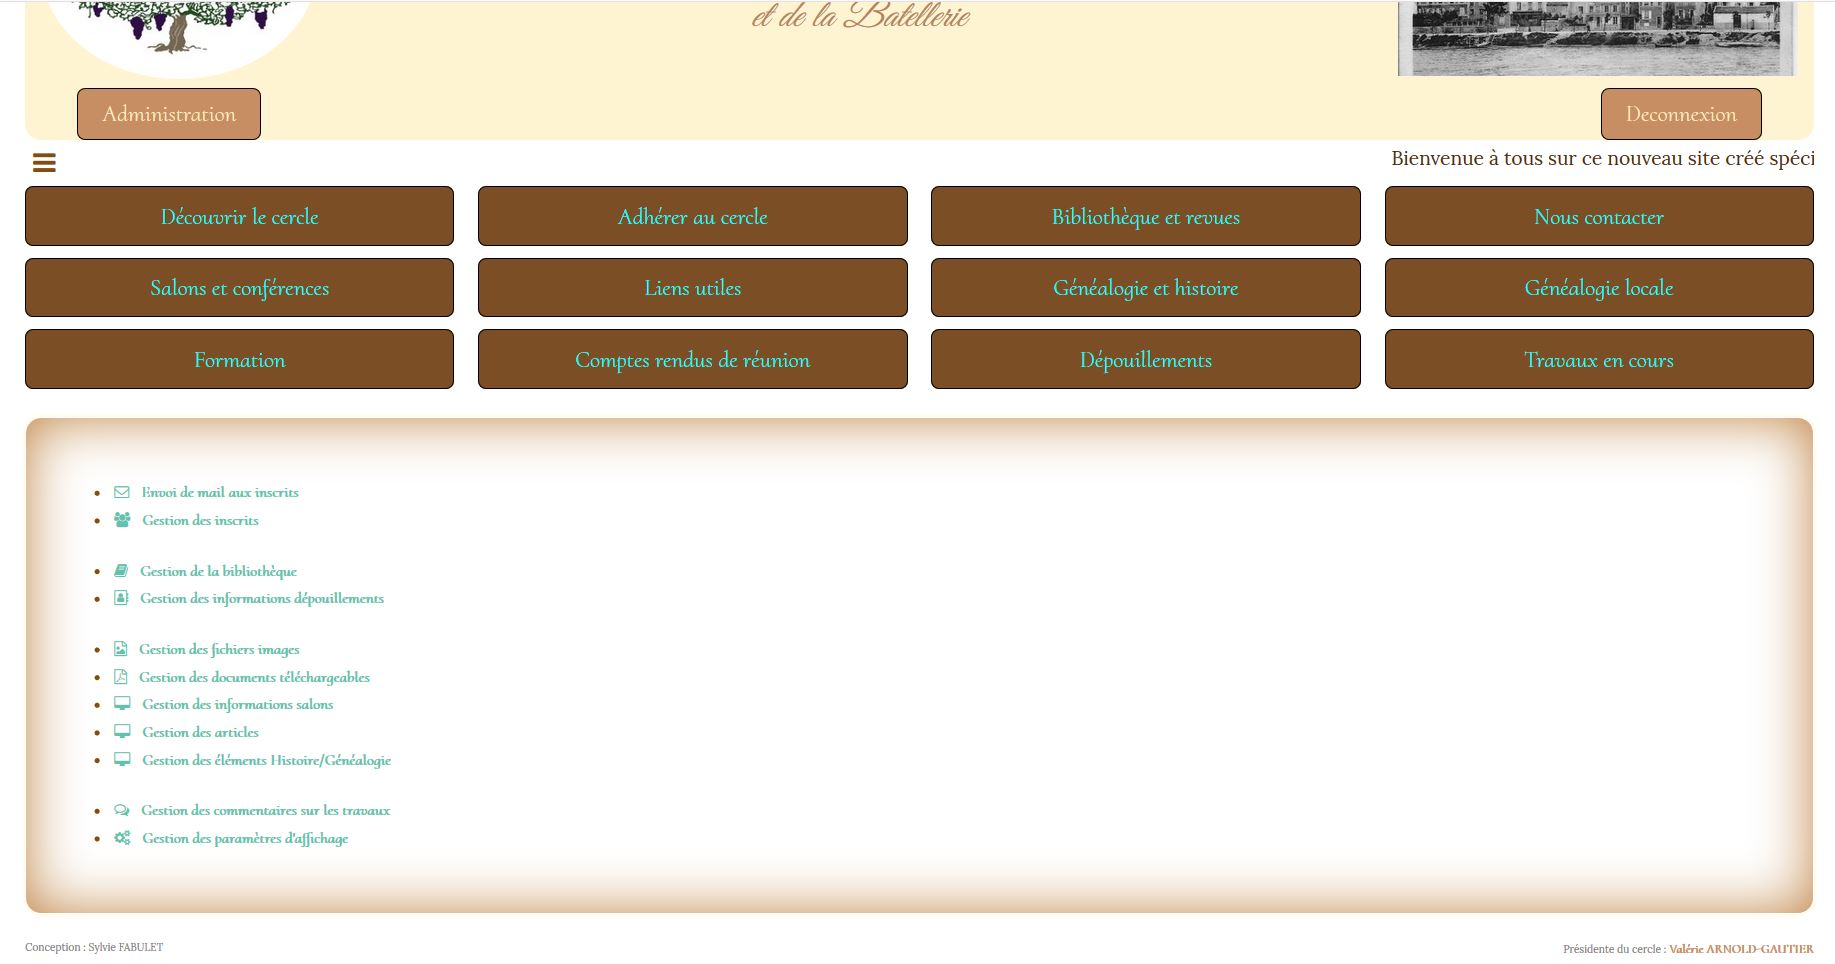 et de la Batellerie
Administration
Deconnexion
Bienvenue à tous sur ce nouveau site créé spéci
Découvrir le cercle
Adhérer au cercle
Bibliothèque et revues
Nous contacter
Salons et conférences
Liens utiles
Généalogie et histoire
Généalogie locale
Formation
Comptes rendus de réunion
Dépouillements
Travaux en cours
Envoi de mail aux inscrits
Gestion des inscrits
Gestion de la bibliothèque
Gestion des informations dépouillements
Gestion des fichiers images
Gestion des documents téléchargeables
Gestion des informations salons
Gestion des articles
Gestion des éléments Histoire/Généalogie
Gestion des commentaires sur les travaux
Gestion des paramètres d'affichage
Conception : Sylvie FABULET
Présidente du cercle : Valérie ARNOLD-GAUTIER